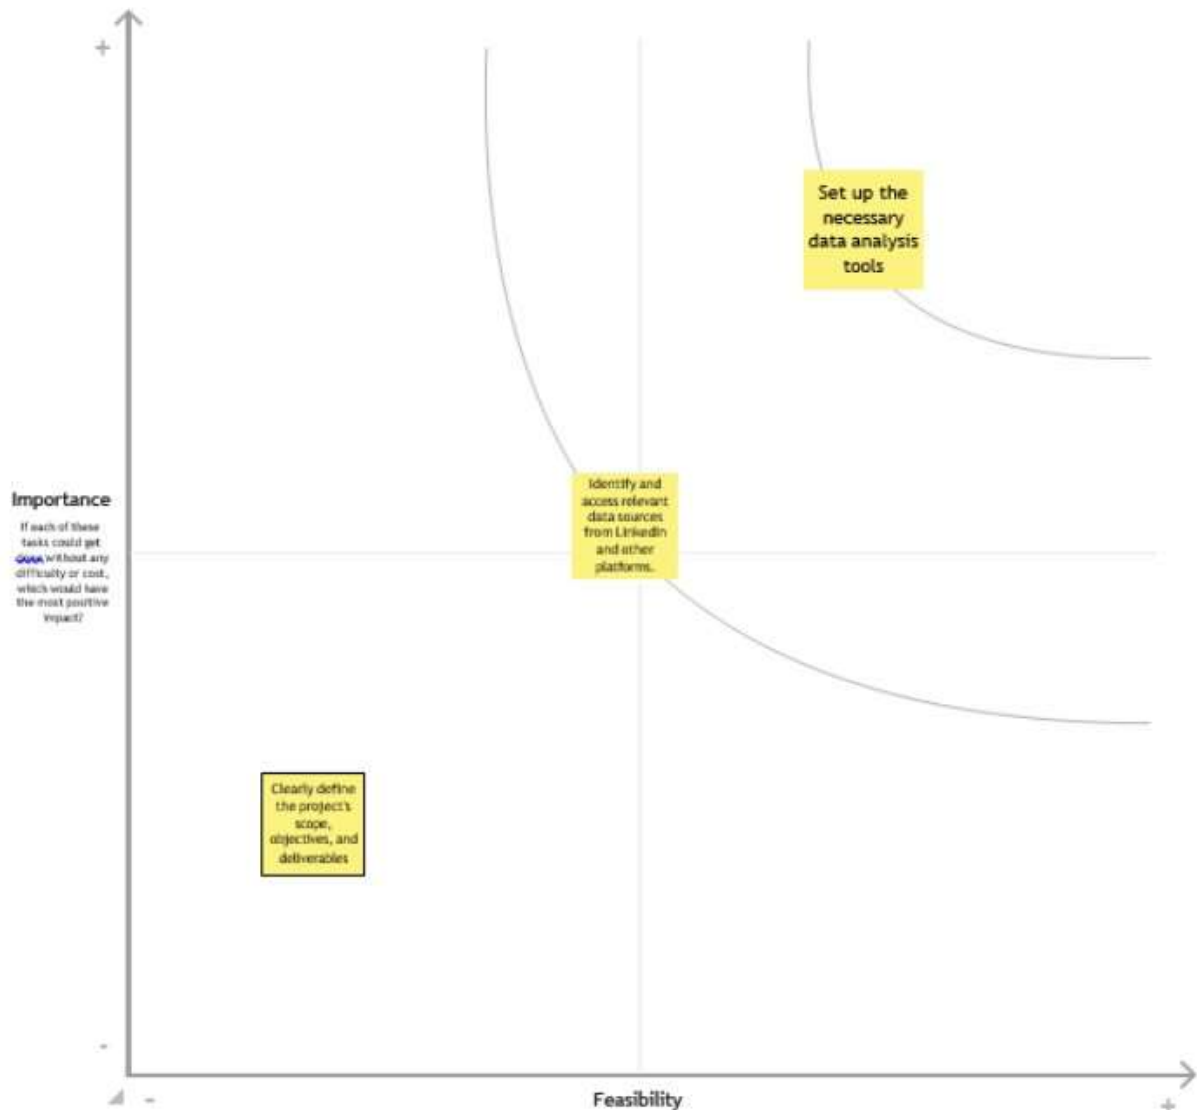 +
Set up the
necessary
data analysis
tools
Identify and
access relevant
data sources
from LinkedIn
and other
platforms.
Importance
If each of these
tasks could get
done without any
difficulty or cost,
which would have
the most positive
impact?
Clearly define
the project's
scope,
objectives, and
deliverables
-
-
Feasibility
+